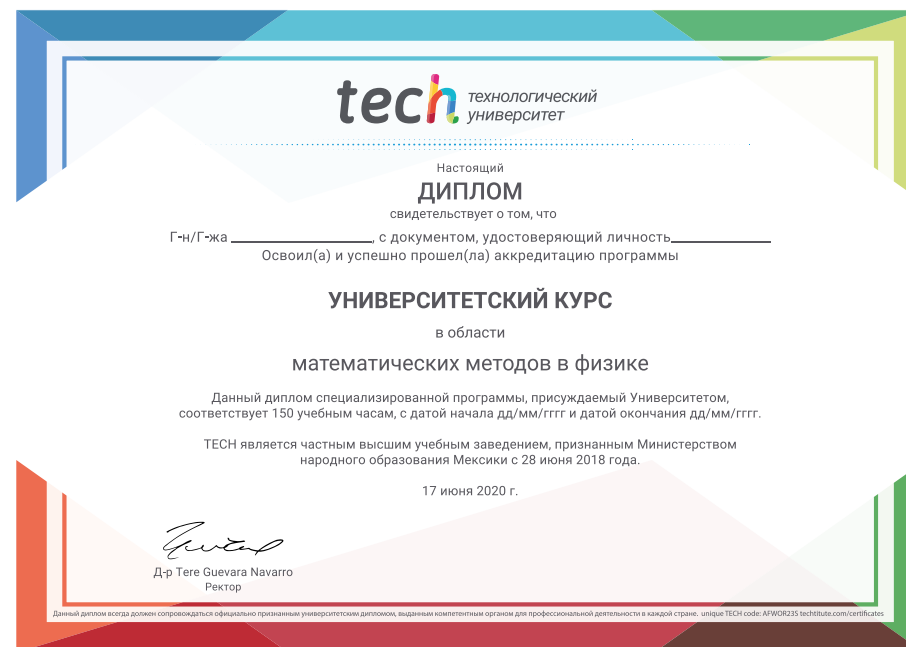 tech технологический университет
Настоящий
ДИПЛОМ
свидетельствует о том, что
Г-н/Г-жа ____________________, с документом, удостоверяющий личность______________
Освоил(а) и успешно прошел(ла) аккредитацию программы
УНИВЕРСИТЕТСКИЙ КУРС
в области
математических методов в физике
Данный диплом специализированной программы, присуждаемый Университетом,
соответствует 150 учебным часам, с датой начала дд/мм/гггг и датой окончания дд/мм/гггг.
ТЕСН является частным высшим учебным заведением, признанным Министерством
народного образования Мексики с 28 июня 2018 года.
17 июня 2020 г.
Д-р Tere Guevara Navarro
Ректор
Данный диплом всегда должен сопровождаться официально признанным университетским дипломом, выданным компетентным органом для профессиональной деятельности в каждой стране. unique TECH code: AFWOR23S techtitute.com/certificates